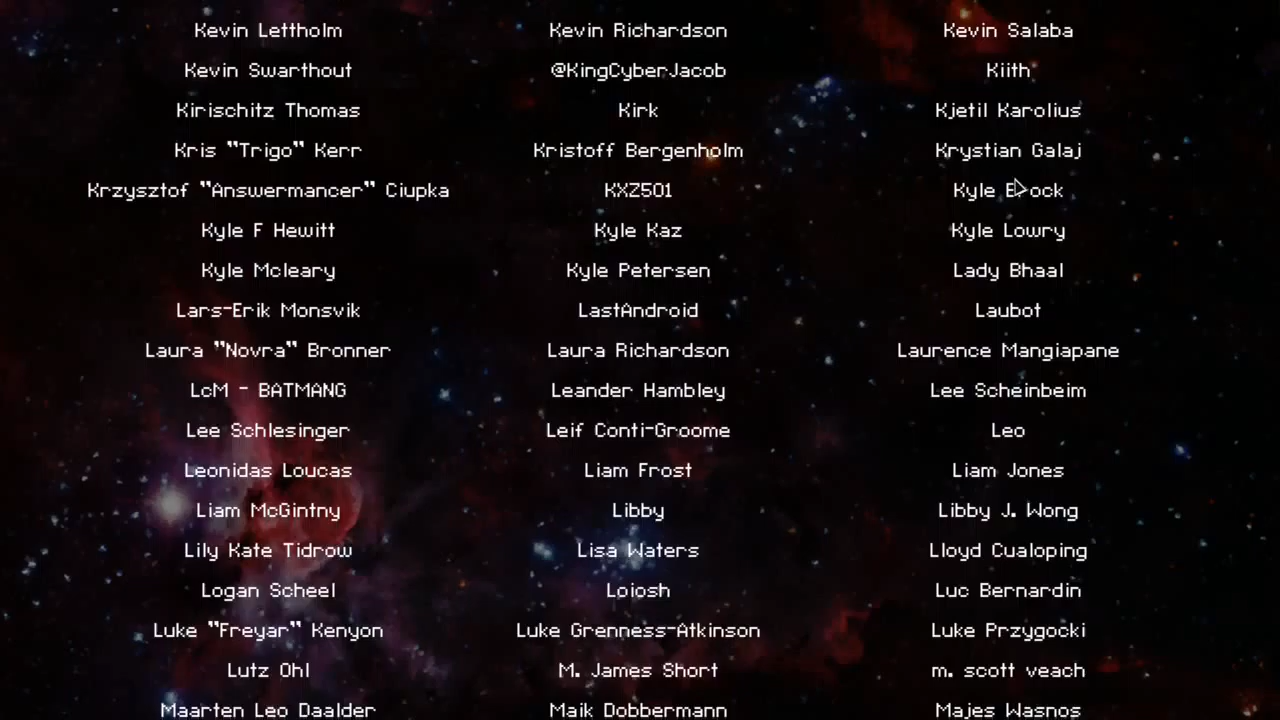 Kevin Leftholm Kevin Richardson Kevin Salaba
Kevin Swarthout @KingCyberJacob Kiith
Kirischitz Thomas Kirk Kjetil Karolius
Kris "Trigo" Kerr Kristoff Bergenholm Krystian Galaj
Krzysztof "Answermancer" Ciupka KXZ501 Kyle
Kyle F Hewitt Kyle Kaz Kyle Lowry
Kyle Mcleary Kyle Petersen Lady Bhaal
Lars-Erik Monsvik LastAndroid Laubot
Laura "Novra" Bronner Laura Richardson Laurence Mangiapane
LcM - BATMANG Leander Hambley Lee Scheinbeim
Lee Schlesinger Leif Conti-Groome Leo
Leonidas Loucas Liam Frost Liam Jones
Liam McGintny Libby Libby J. Wong
Lily Kate Tidrow Lisa Waters Lloyd Cualoping
Logan Scheel Loiosh Luc Bernardin
Luke "Freyar" Kenyon Luke Grenness-Atkinson Luke Przygocki
Lutz Ohl M. James Short m. scott veach
Maarten Leo Daalder Maik Dobbermann Majes Wasnos